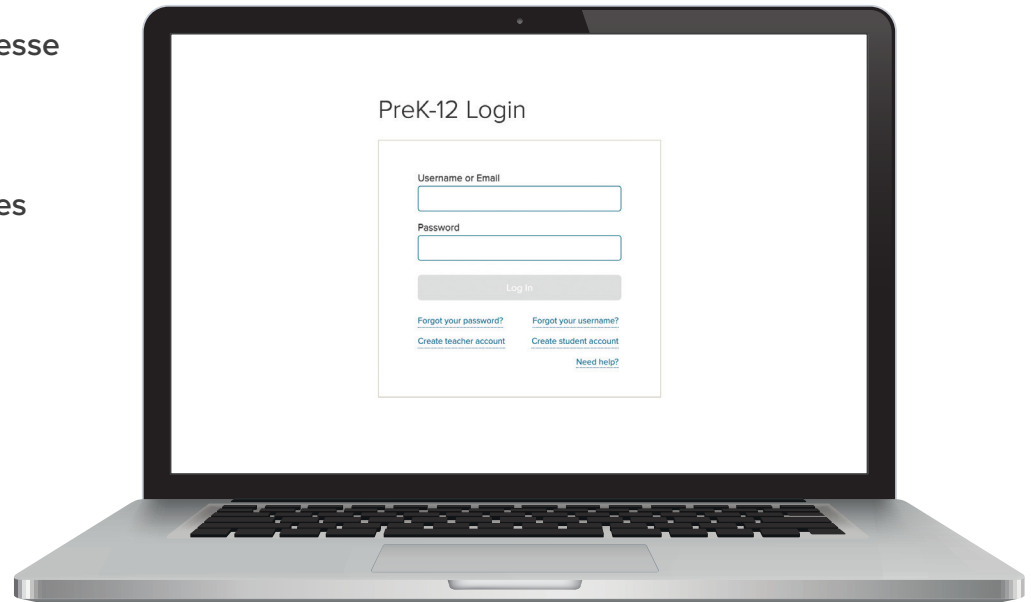 esse
PreK-12 Login
Username or Email
es
Password
Log In
Forgot your password? Forgot your username?
Create teacher account Create student account
Need help?